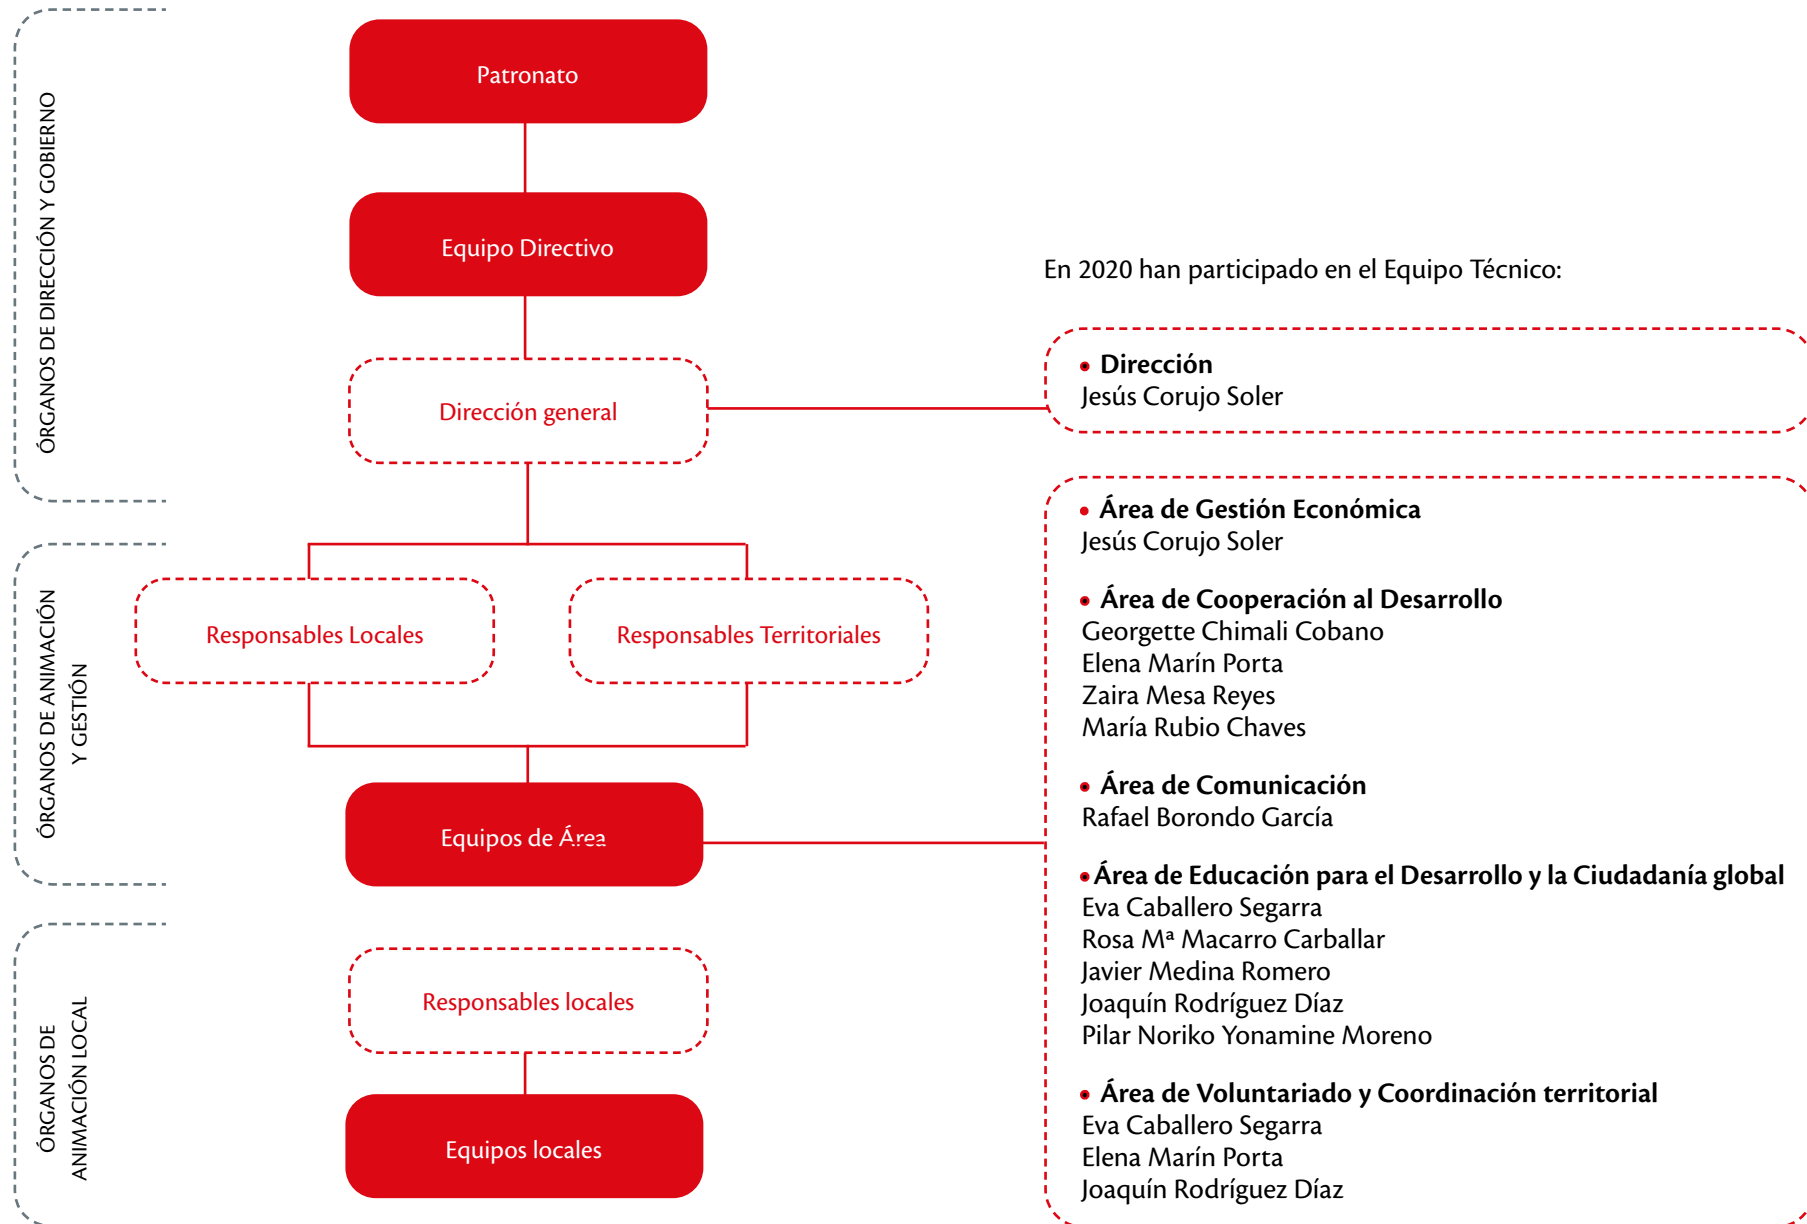 ÓRGANOS DE DIRECCIÓN Y GOBIERNO
Patronato
Equipo Directivo
Dirección general
ÓRGANOS DE ANIMACIÓN
Y GESTIÓN
Responsables Locales
Responsables Territoriales
Equipos de Área
ÓRGANOS DE
ANIMACIÓN LOCAL
Responsables locales
Equipos locales
En 2020 han participado en el Equipo Técnico:
• Dirección
Jesús Corujo Soler
• Área de Gestión Económica
Jesús Corujo Soler
• Área de Cooperación al Desarrollo
Georgette Chimali Cobano
Elena Marín Porta
Zaira Mesa Reyes
María Rubio Chaves
• Área de Comunicación
Rafael Borondo García
• Área de Educación para el Desarrollo y la Ciudadanía global
Eva Caballero Segarra
Rosa Mª Macarro Carballar
Javier Medina Romero
Joaquín Rodríguez Díaz
Pilar Noriko Yonamine Moreno
• Área de Voluntariado y Coordinación territorial
Eva Caballero Segarra
Elena Marín Porta
Joaquín Rodríguez Díaz